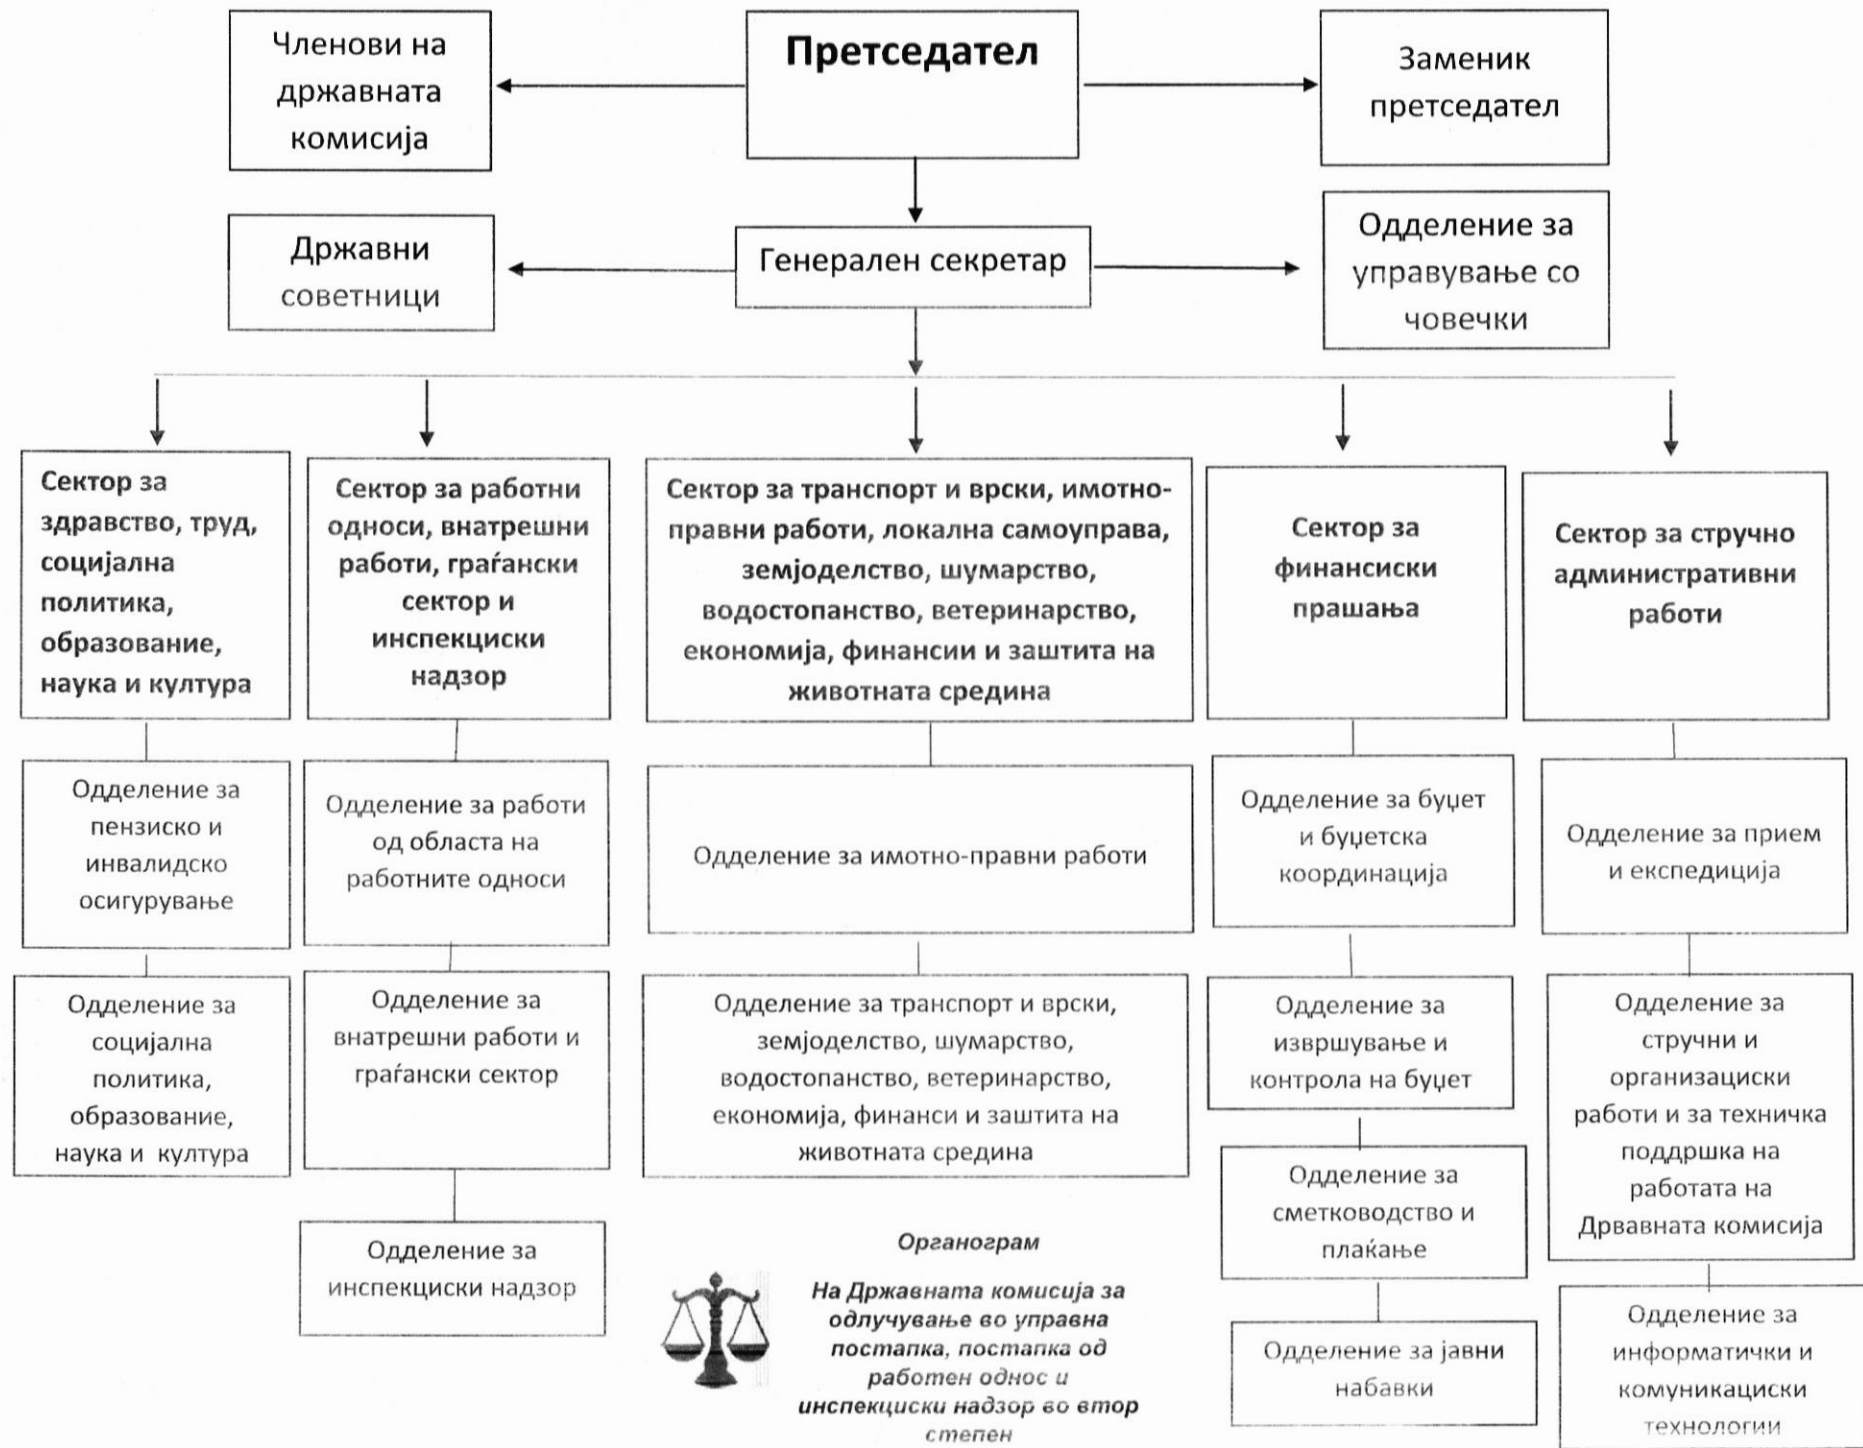 Членови на
државната
комисија
Претседател
Заменик
претседател
Државни
советници
Генерален секретар
Одделение за
управување со
човечки
Сектор за
здравство, труд,
социјална
политика,
образование,
наука и култура
Сектор за работни
односи, внатрешни
работи, граѓански
сектор и
инспекциски
надзор
Сектор за транспорт и врски, имотно-
правни работи, локална самоуправа,
земјоделство, шумарство,
водостопанство, ветеринарство,
економија, финансии и заштита на
животната средина
Сектор за
финансиски
прашања
Сектор за стручно
административни
работи
Одделение за
пензиско и
инвалидско
осигурување
Одделение за работи
од областа на
работните односи
Одделение за имотно-правни работи
Одделение за буџет
и буџетска
координација
Одделение за прием
и експедиција
Одделение за
социјална
политика,
образование,
наука и култура
Одделение за
внатрешни работи и
граѓански сектор
Одделение за транспорт и врски,
земјоделство, шумарство,
водостопанство, ветеринарство,
економија, финанси и заштита на
животната средина
Одделение за
извршување и
контрола на буџет
Одделение за
стручни и
организациски
работи и за техничка
поддршка на
работата на
Дрвавната комисија
Одделение за
инспекциски надзор
Одделение за
сметководство и
плаќање
Одделение за јавни
набавки
Одделение за
информатички и
комуникациски
технологии
Органограм
На Државната комисија за
одлучување во управна
постапка, постапка од
работен однос и
инспекциски надзор во втор
степен